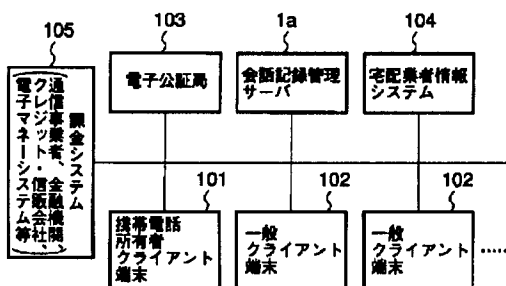 105
103
1a
104
課金システム
(通信事業者、金融機関、
クレジット・信販会社、
電子マネーシステム等)
電子公証局
会話記録管理
サーバ
宅配業者情報
システム
101
102
102
携帯電話
所有者
クライアント
端末
一般
クライアント
端末
一般
クライアント
端末
……